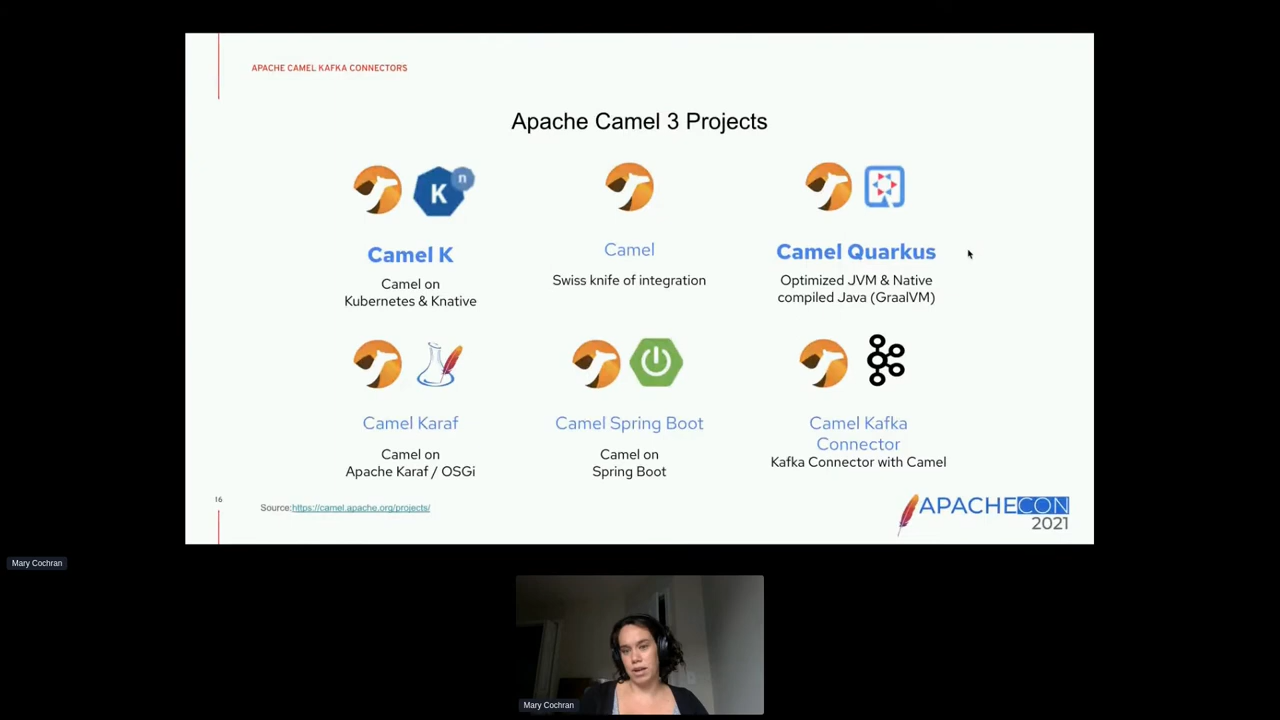 APACHE CAMEL KAFKA CONNECTORS
Apache Camel 3 Projects
K
n
Camel K
Camel on
Kubernetes & Knative
Camel
Swiss knife of integration
Camel Quarkus
Optimized JVM & Native
compiled Java (GraalVM)
Camel Karaf
Camel on
Apache Karaf / OSGi
Camel Spring Boot
Camel on
Spring Boot
Camel Kafka
Connector
Kafka Connector with Camel
16
Source:https://camel.apache.org/projects/
APACHECON
2021
Mary Cochran
Mary Cochran